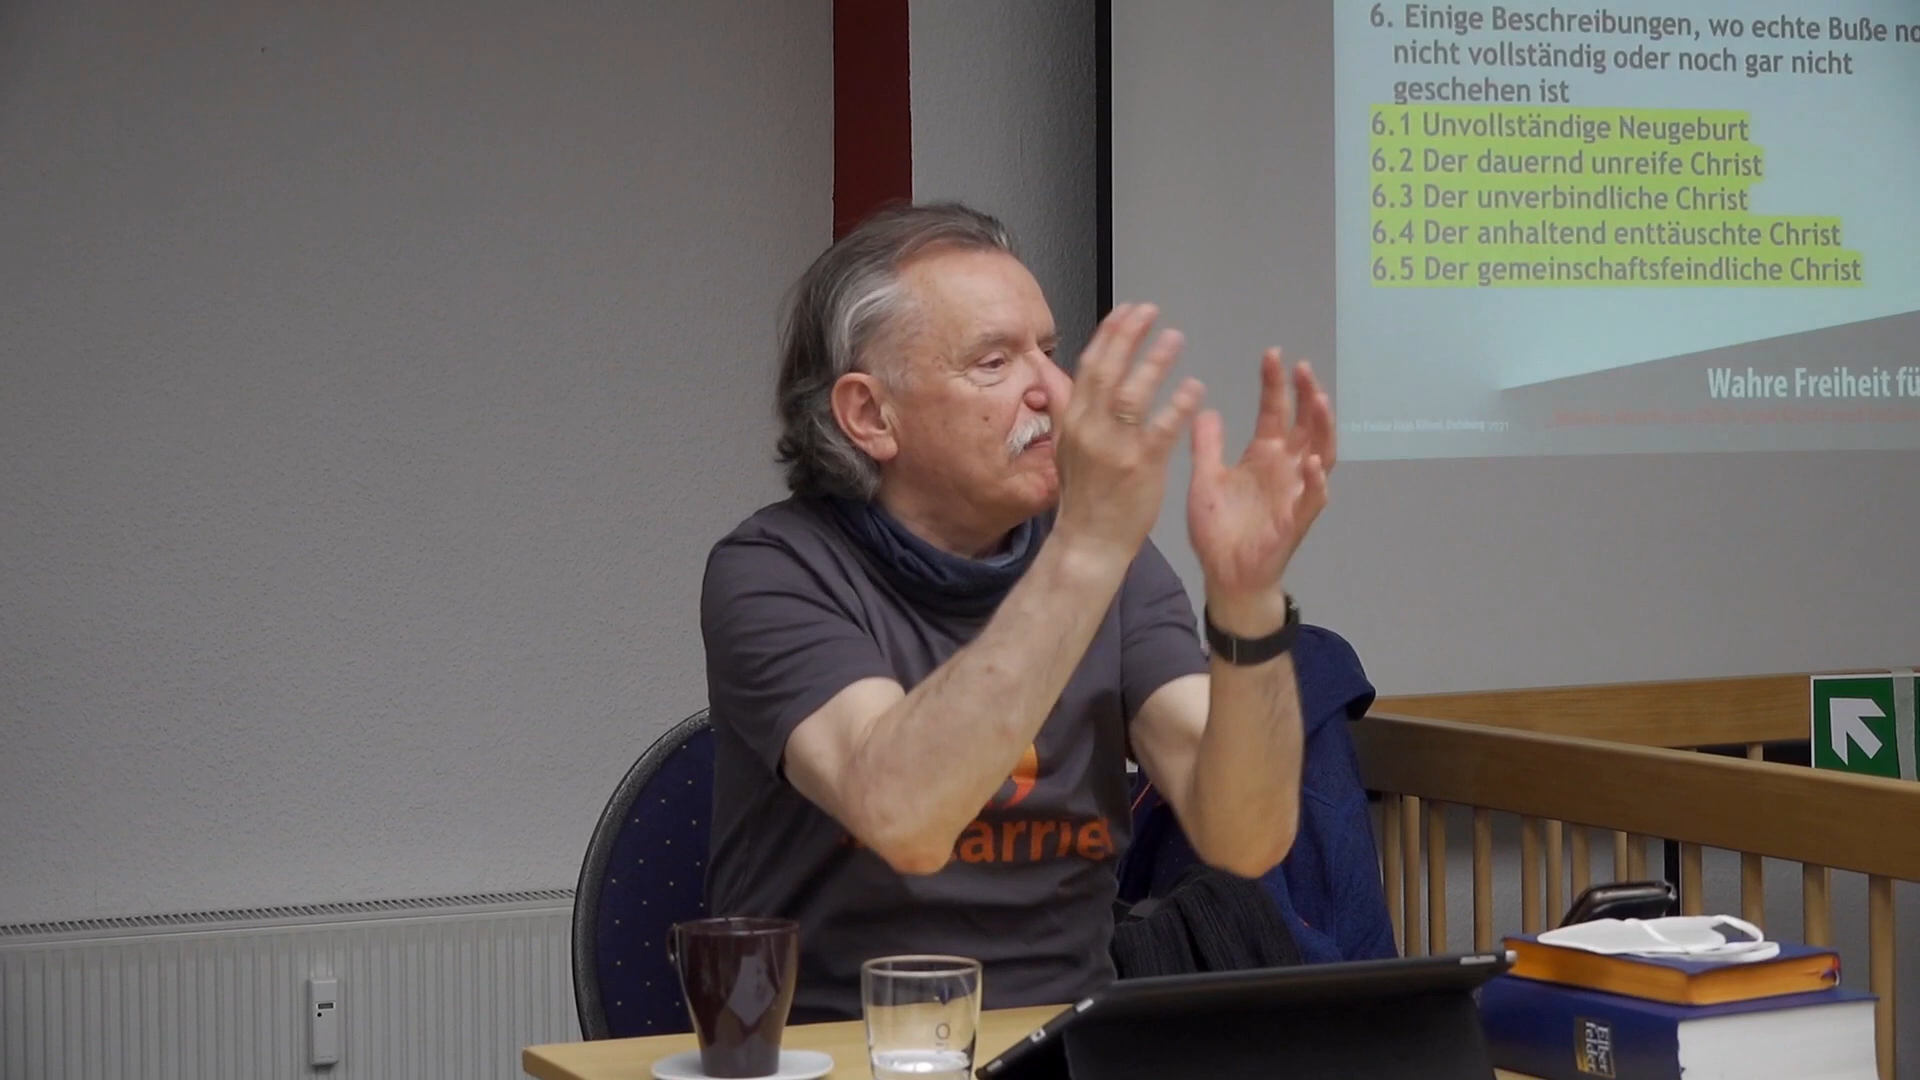 6. Einige Beschreibungen, wo echte Buße no
nicht vollständig oder noch gar nicht
geschehen ist
6.1 Unvollständige Neugeburt
6.2 Der dauernd unreife Christ
6.3 Der unverbindliche Christ
6.4 Der anhaltend enttäuschte Christ
6.5 Der gemeinschaftsfeindliche Christ
Wahre Freiheit fü
Elber
felder